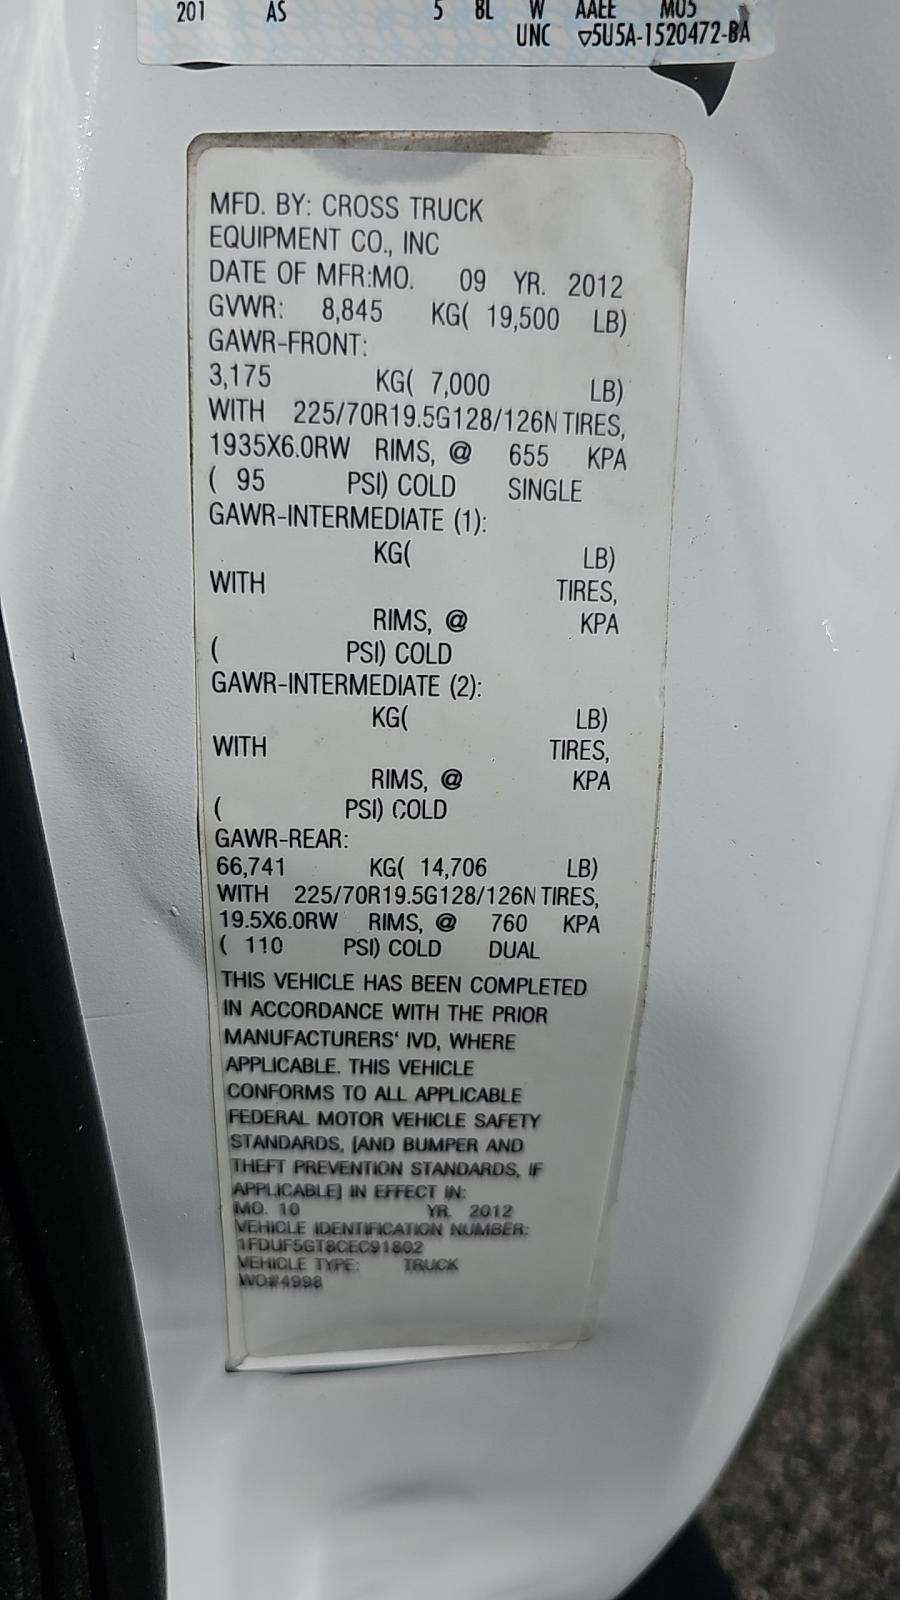 201 AS 5 8L W AAEE M05
UNC ▽5U5A-1520472-BA
MFD. BY: CROSS TRUCK
EQUIPMENT CO., INC
DATE OF MFR:MO. 09 YR. 2012
GVWR: 8,845 KG( 19,500 LB)
GAWR-FRONT:
3,175 KG( 7,000 LB)
WITH 225/70R19.5G128/126N TIRES,
1935X6.0RW RIMS, @ 655 KPA
( 95 PSI) COLD SINGLE
GAWR-INTERMEDIATE (1):
KG( LB)
WITH TIRES,
RIMS, @ KPA
( PSI) COLD
GAWR-INTERMEDIATE (2):
KG( LB)
WITH TIRES,
RIMS, @ KPA
( PSI) COLD
GAWR-REAR:
66,741 KG( 14,706 LB)
WITH 225/70R19.5G128/126N TIRES,
19.5X6.0RW RIMS, @ 760 KPA
( 110 PSI) COLD DUAL
THIS VEHICLE HAS BEEN COMPLETED
IN ACCORDANCE WITH THE PRIOR
MANUFACTURERS' IVD, WHERE
APPLICABLE. THIS VEHICLE
CONFORMS TO ALL APPLICABLE
FEDERAL MOTOR VEHICLE SAFETY
STANDARDS, [AND BUMPER AND
THEFT PREVENTION STANDARDS, IF
APPLICABLE] IN EFFECT IN:
MO. 10 YR. 2012
VEHICLE IDENTIFICATION NUMBER:
1FDUF5GT8CEC91802
VEHICLE TYPE: TRUCK
WO#4998